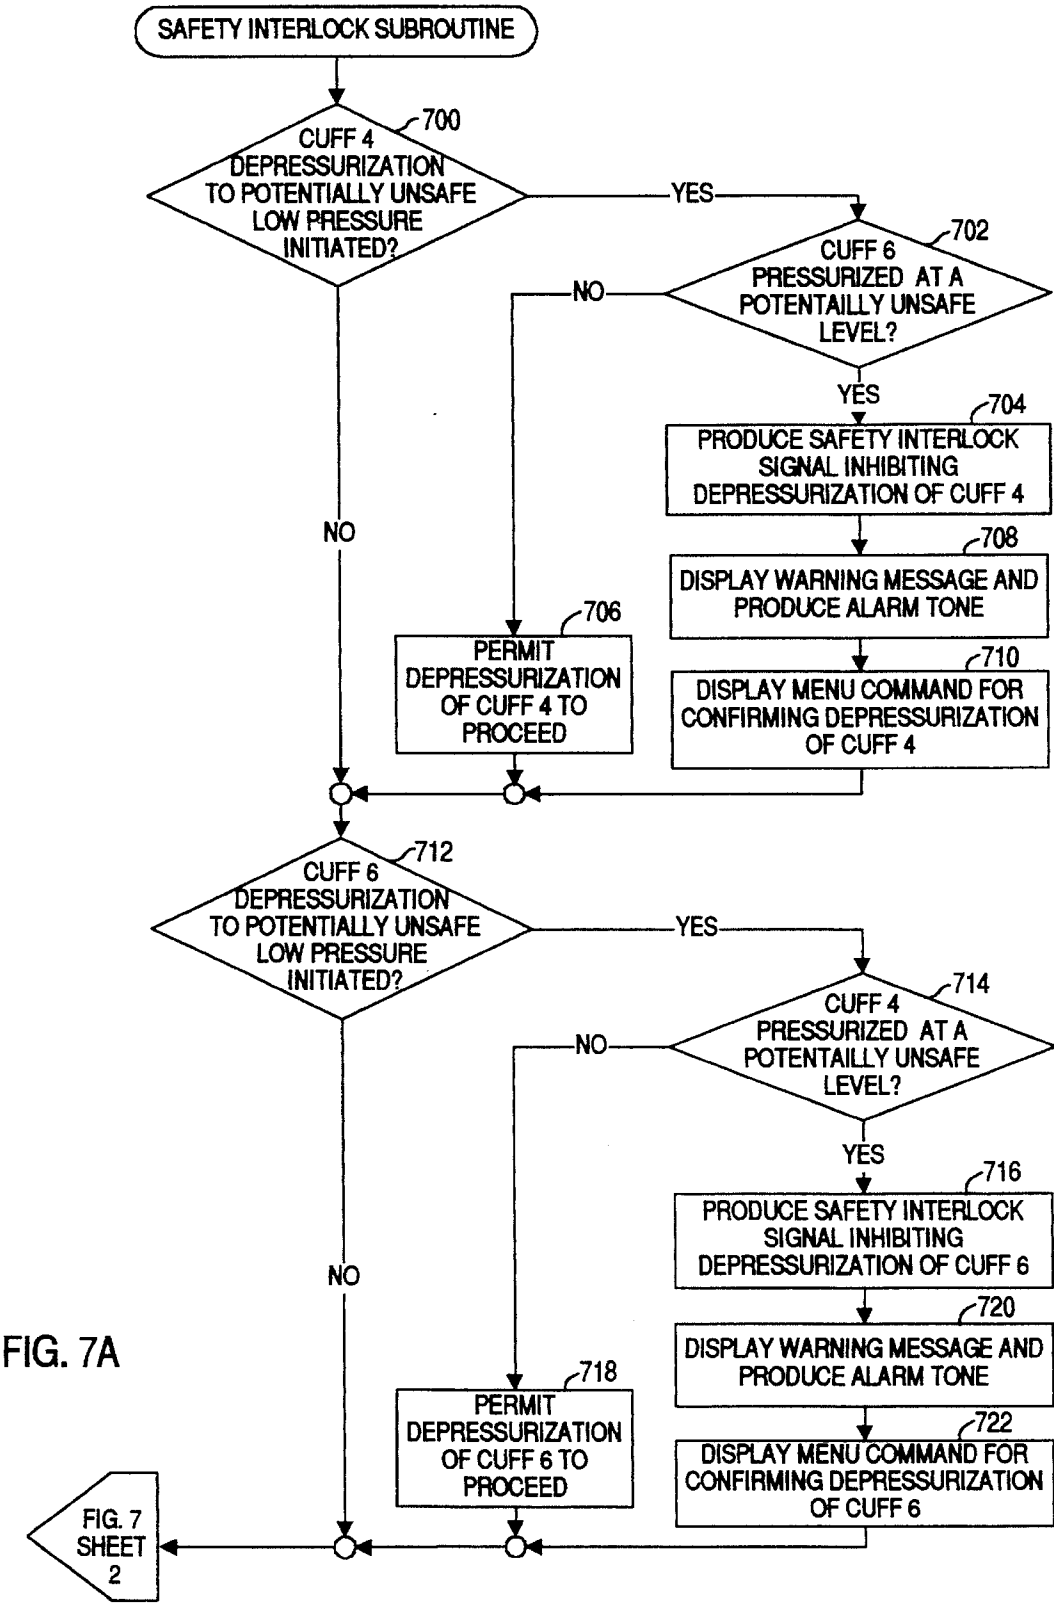 SAFETY INTERLOCK SUBROUTINE
700
CUFF 4
DEPRESSURIZATION
TO POTENTIALLY UNSAFE
LOW PRESSURE
INITIATED?
YES
702
CUFF 6
PRESSURIZED AT A
POTENTAILLY UNSAFE
LEVEL?
NO
YES
704
PRODUCE SAFETY INTERLOCK
SIGNAL INHIBITING
DEPRESSURIZATION OF CUFF 4
NO
708
DISPLAY WARNING MESSAGE AND
PRODUCE ALARM TONE
706
PERMIT
DEPRESSURIZATION
OF CUFF 4 TO
PROCEED
710
DISPLAY MENU COMMAND FOR
CONFIRMING DEPRESSURIZATION
OF CUFF 4
712
CUFF 6
DEPRESSURIZATION
TO POTENTIALLY UNSAFE
LOW PRESSURE
INITIATED?
YES
714
CUFF 4
PRESSURIZED AT A
POTENTAILLY UNSAFE
LEVEL?
NO
YES
716
PRODUCE SAFETY INTERLOCK
SIGNAL INHIBITING
DEPRESSURIZATION OF CUFF 6
NO
720
DISPLAY WARNING MESSAGE AND
PRODUCE ALARM TONE
FIG. 7A
718
PERMIT
DEPRESSURIZATION
OF CUFF 6 TO
PROCEED
722
DISPLAY MENU COMMAND FOR
CONFIRMING DEPRESSURIZATION
OF CUFF 6
FIG. 7
SHEET
2